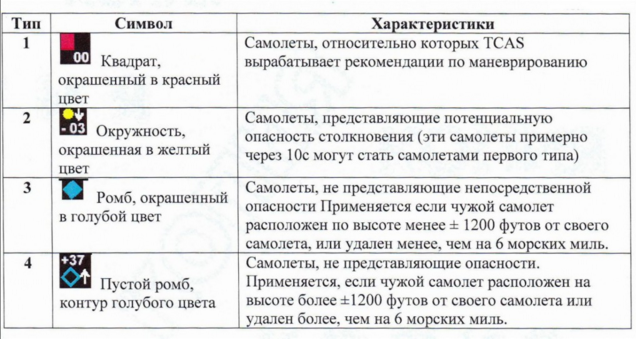 Тип Символ Характеристики
1 00 Квадрат, окрашенный в красный цвет
Самолеты, относительно которых TCAS
вырабатывает рекомендации по маневрированию
2 - 03 Окружность, окрашенная в желтый цвет
Самолеты, представляющие потенциальную
опасность столкновения (эти самолеты примерно
через 10с могут стать самолетами первого типа)
3 Ромб, окрашенный в голубой цвет
Самолеты, не представляющие непосредственной
опасности Применяется если чужой самолет
расположен по высоте менее ± 1200 футов от своего
самолета, или удален менее, чем на 6 морских миль.
4 +37 Пустой ромб, контур голубого цвета
Самолеты, не представляющие опасности.
Применяется, если чужой самолет расположен на
высоте более ±1200 футов от своего самолета или
удален более, чем на 6 морских миль.